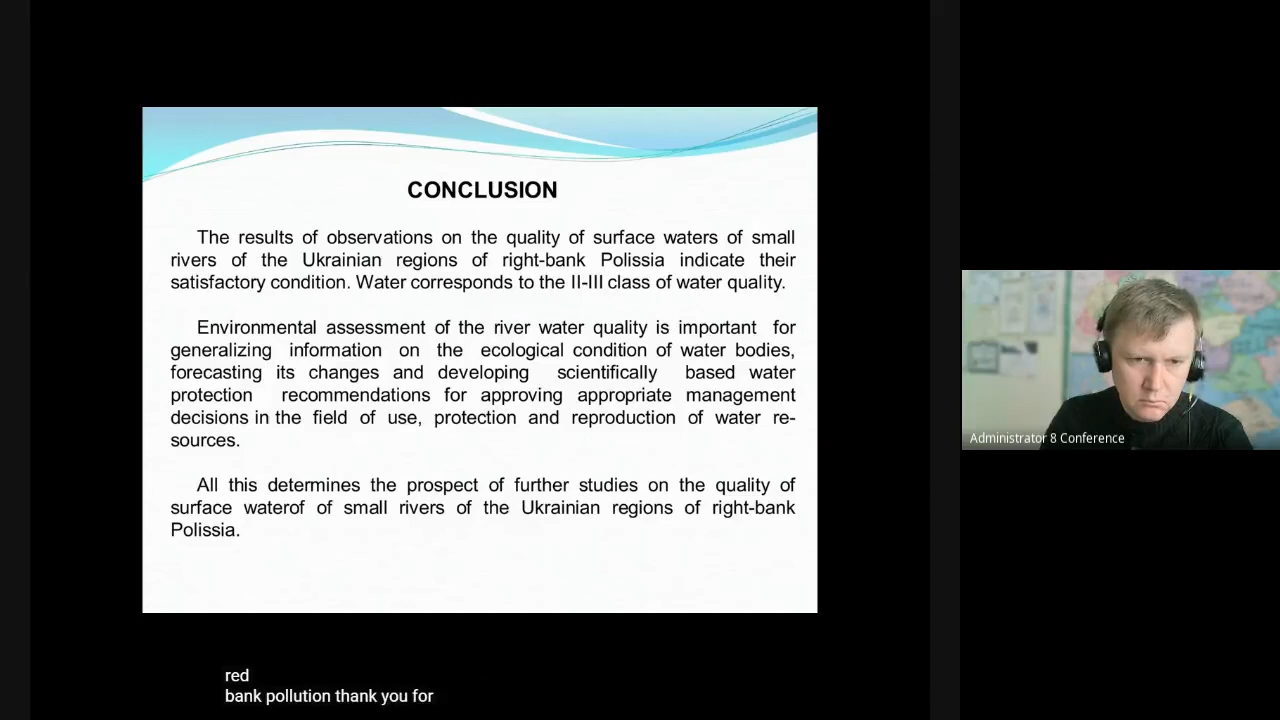 CONCLUSION
The results of observations on the quality of surface waters of small
rivers of the Ukrainian regions of right-bank Polissia indicate their
satisfactory condition. Water corresponds to the II-III class of water quality.
Environmental assessment of the river water quality is important for
generalizing information on the ecological condition of water bodies,
forecasting its changes and developing scientifically based water
protection recommendations for approving appropriate management
decisions in the field of use, protection and reproduction of water re-
sources.
All this determines the prospect of further studies on the quality of
surface waterof of small rivers of the Ukrainian regions of right-bank
Polissia.
Administrator 8 Conference
red
bank pollution thank you for